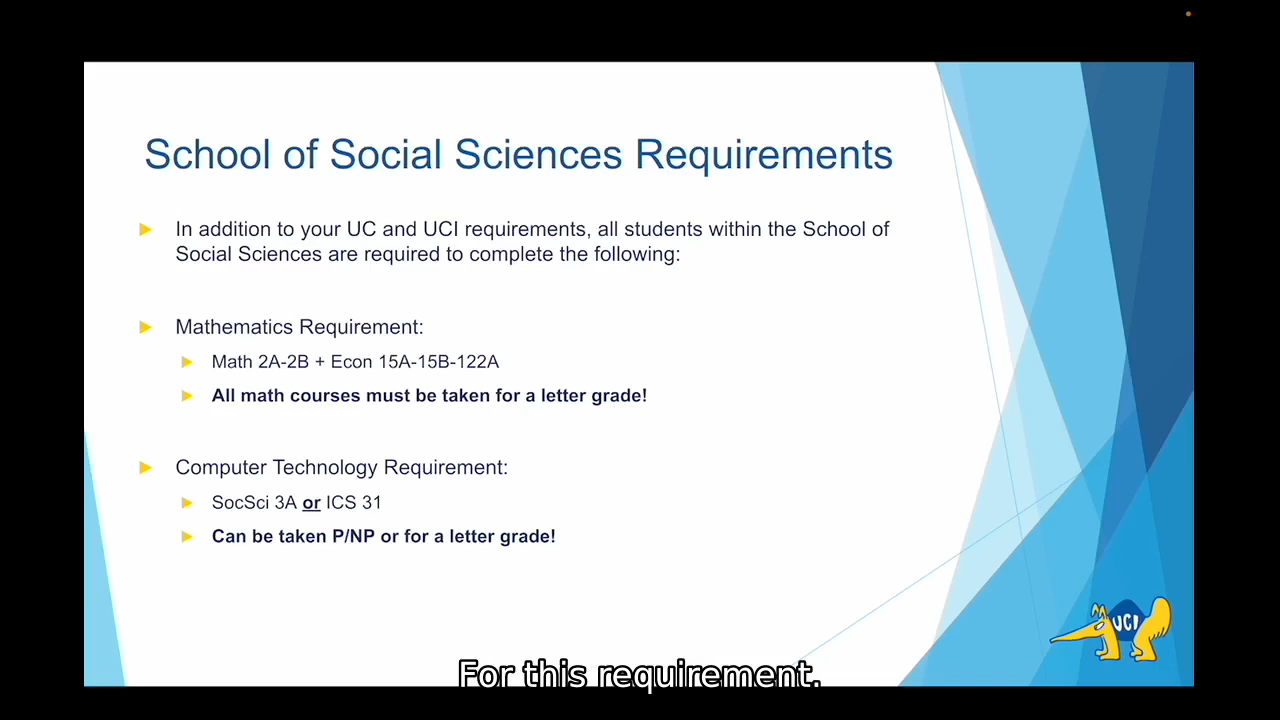 School of Social Sciences Requirements
In addition to your UC and UCI requirements, all students within the School of
Social Sciences are required to complete the following:
Mathematics Requirement:
Math 2A-2B + Econ 15A-15B-122A
All math courses must be taken for a letter grade!
Computer Technology Requirement:
SocSci 3A or ICS 31
Can be taken P/NP or for a letter grade!
UCI
For this requirement.